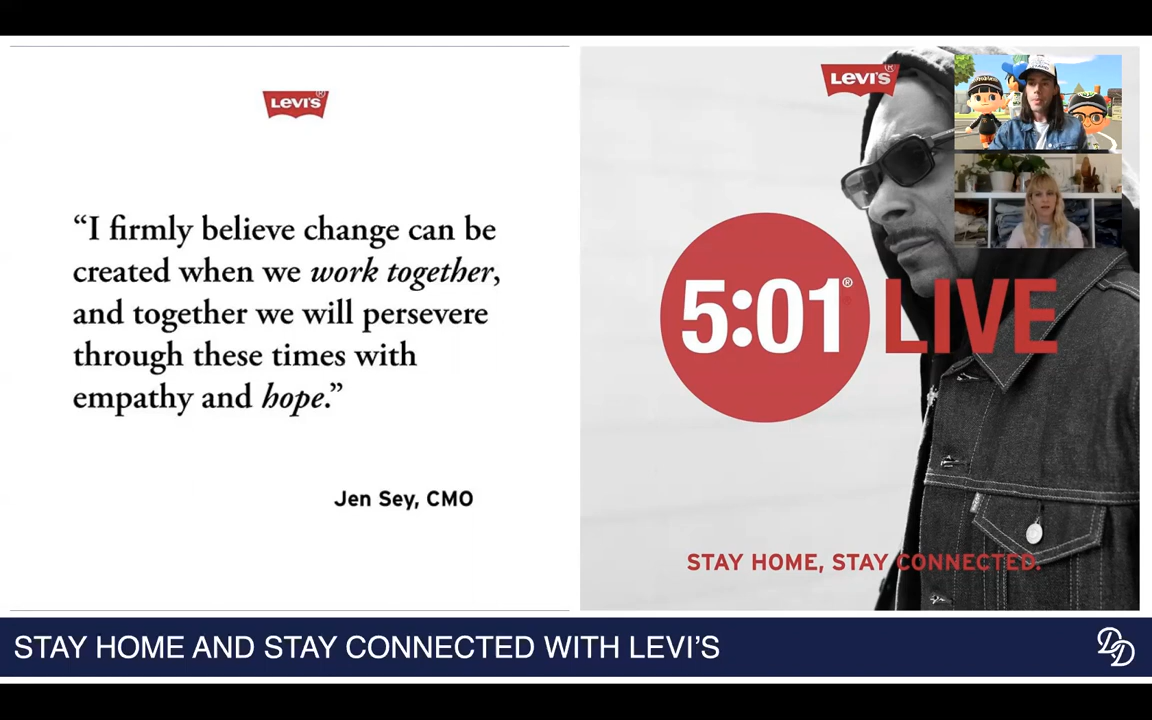 LEVI'S®
“I firmly believe change can be
created when we work together,
and together we will persevere
through these times with
empathy and hope.”
Jen Sey, CMO
LEVI'S®
5:01® LIVE
STAY HOME, STAY CONNECTED.
STAY HOME AND STAY CONNECTED WITH LEVI’S
DD